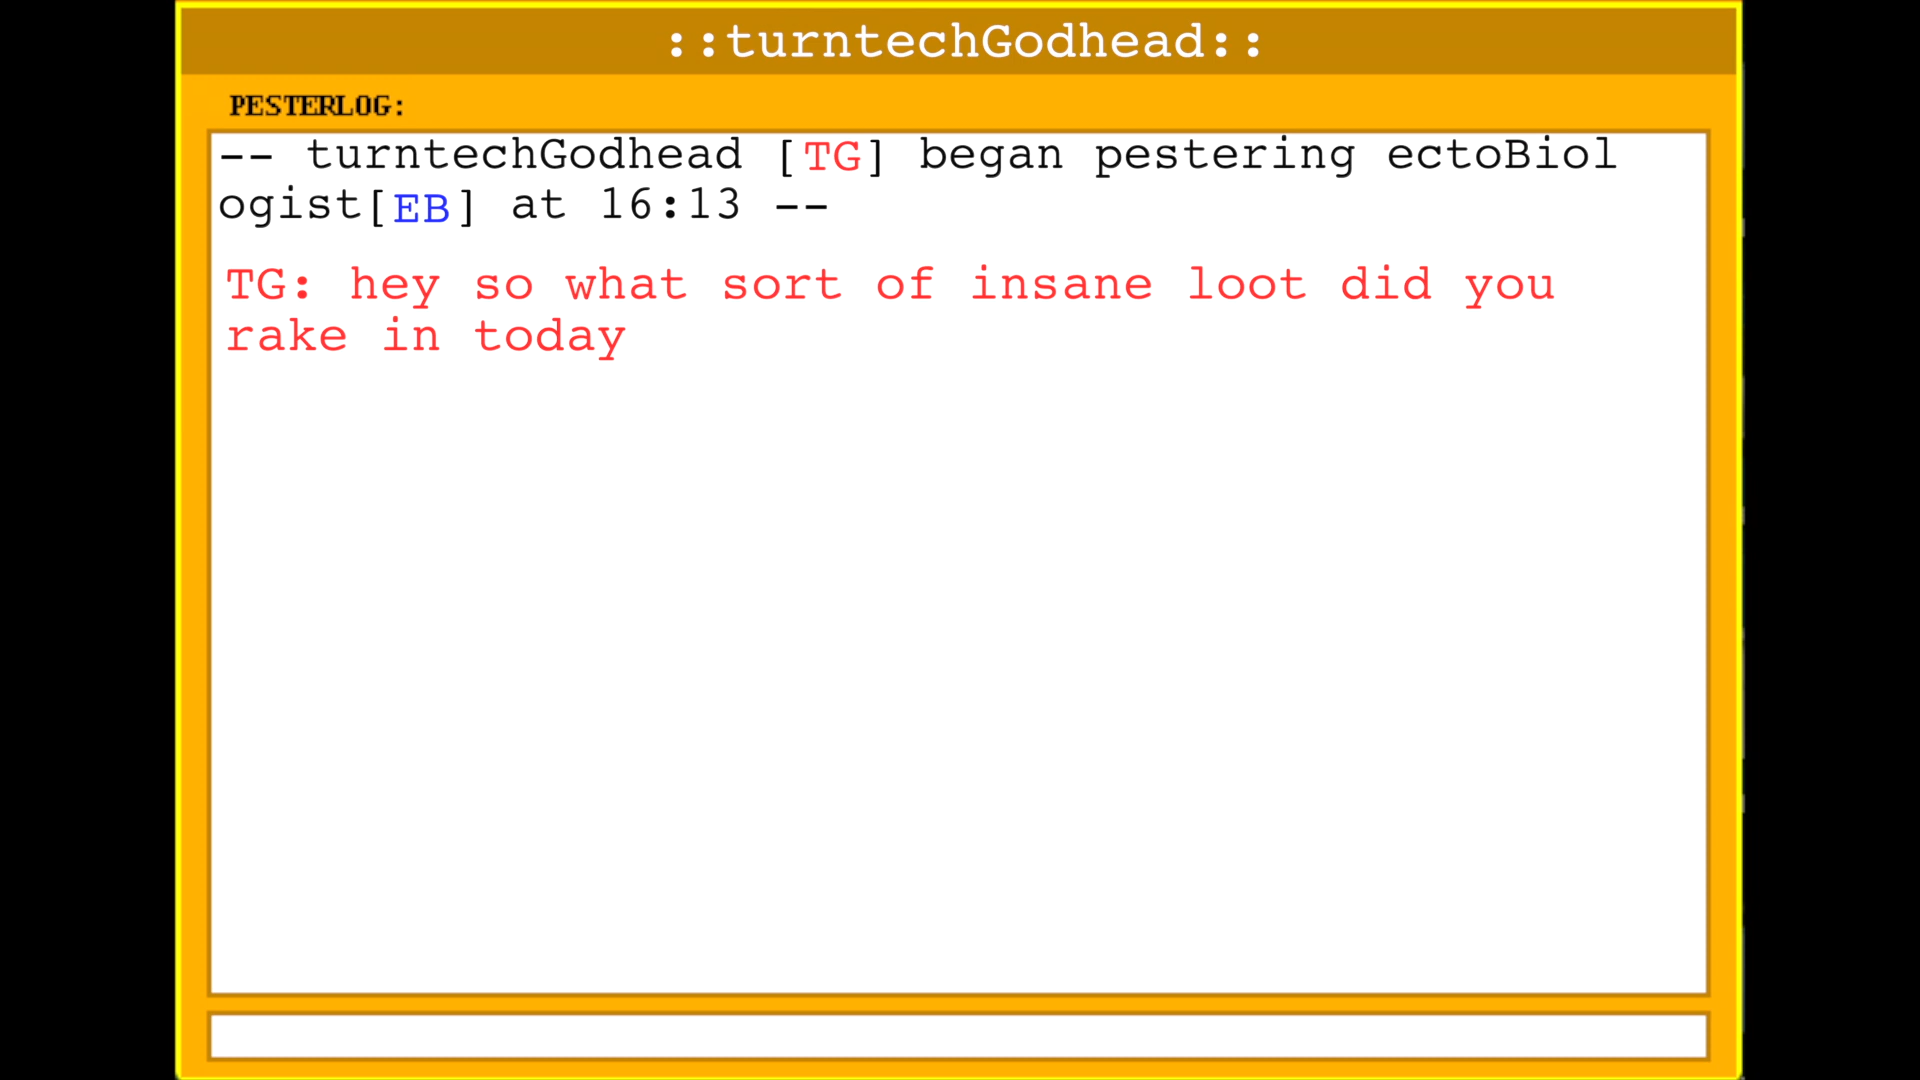 ::turntechGodhead::
PESTERLOG:
-- turntechGodhead [TG] began pestering ectoBiol
ogist[EB] at 16:13 --
TG: hey so what sort of insane loot did you
rake in today